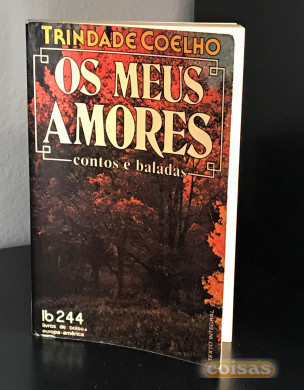 TRINDADE COELHO
OS MEUS
AMORES
contos e baladas
lb 244
livros de bolso
europa-américa
TEXTO INTEGRAL
coisas